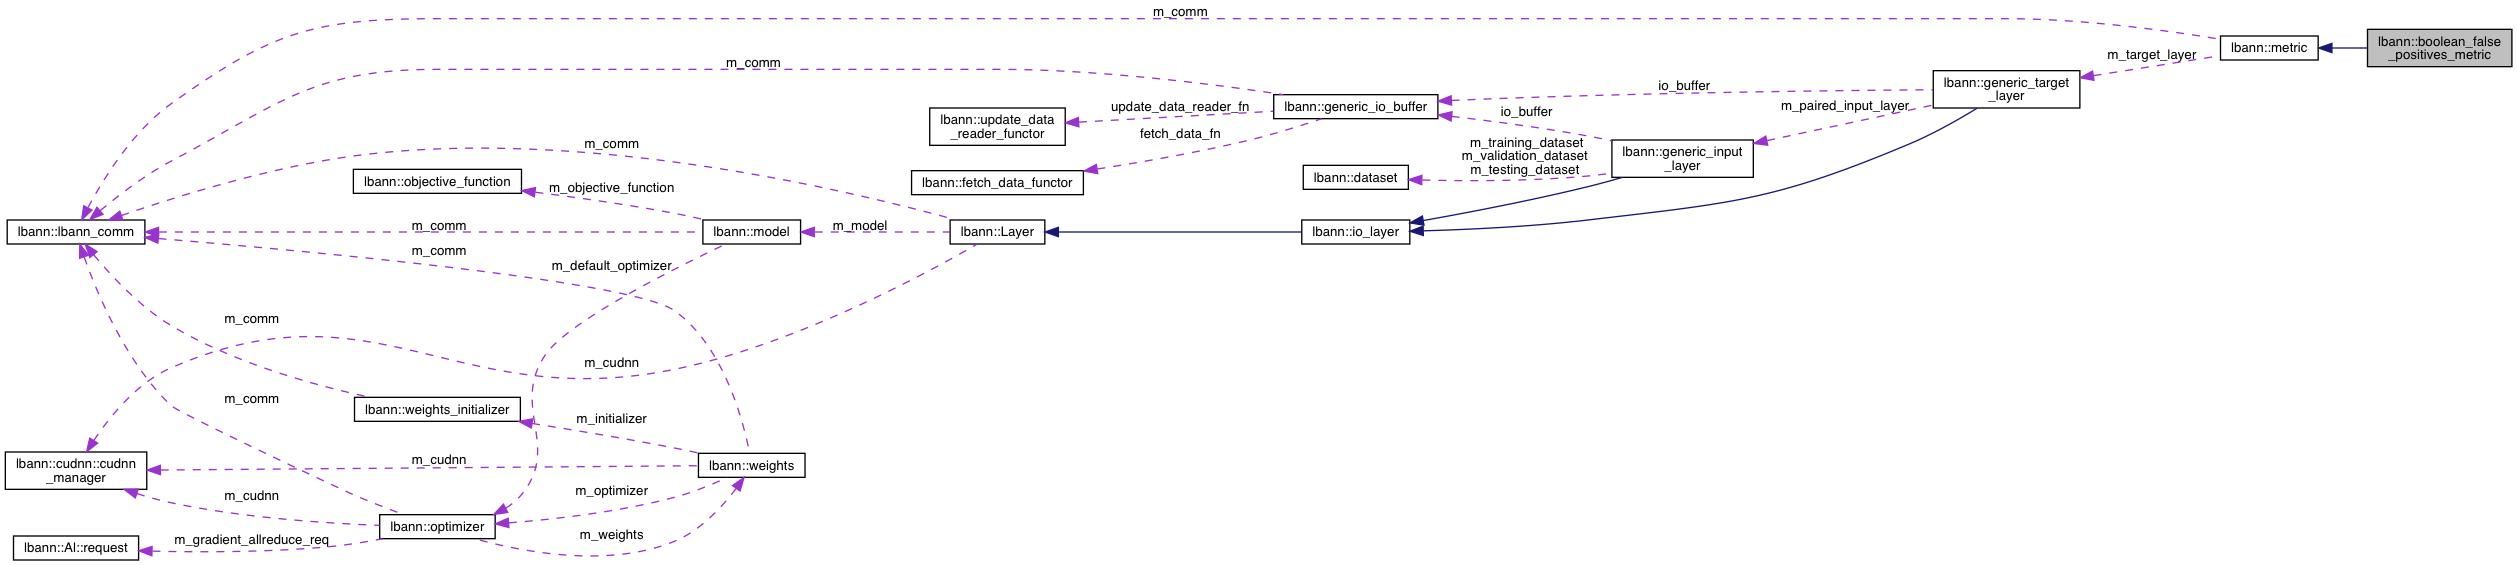 m_comm
lbann::metric
lbann::boolean_false
_positives_metric
m_target_layer
m_comm
lbann::generic_target
_layer
io_buffer
lbann::generic_io_buffer
update_data_reader_fn
lbann::update_data
_reader_functor
m_paired_input_layer
io_buffer
fetch_data_fn
m_comm
m_training_dataset
m_validation_dataset
m_testing_dataset
lbann::generic_input
_layer
lbann::objective_function
m_objective_function
lbann::fetch_data_functor
lbann::dataset
lbann::lbann_comm
m_comm
lbann::model
m_model
lbann::Layer
lbann::io_layer
m_comm
m_default_optimizer
m_comm
m_cudnn
m_comm
lbann::weights_initializer
m_initializer
lbann::cudnn::cudnn
_manager
m_cudnn
lbann::weights
m_cudnn
m_optimizer
lbann::optimizer
m_weights
lbann::Al::request
m_gradient_allreduce_req